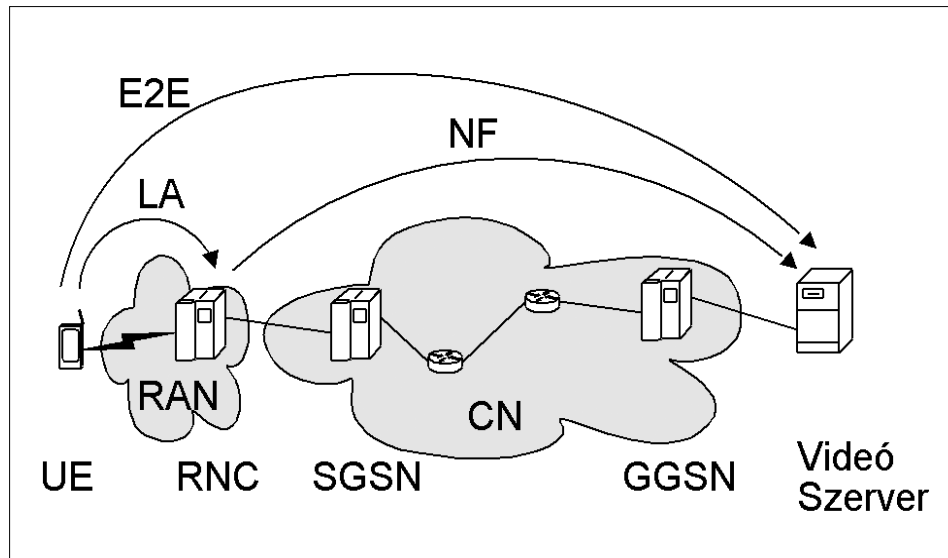 E2E
NF
LA
RAN
CN
UE
RNC
SGSN
GGSN
Videó
Szerver